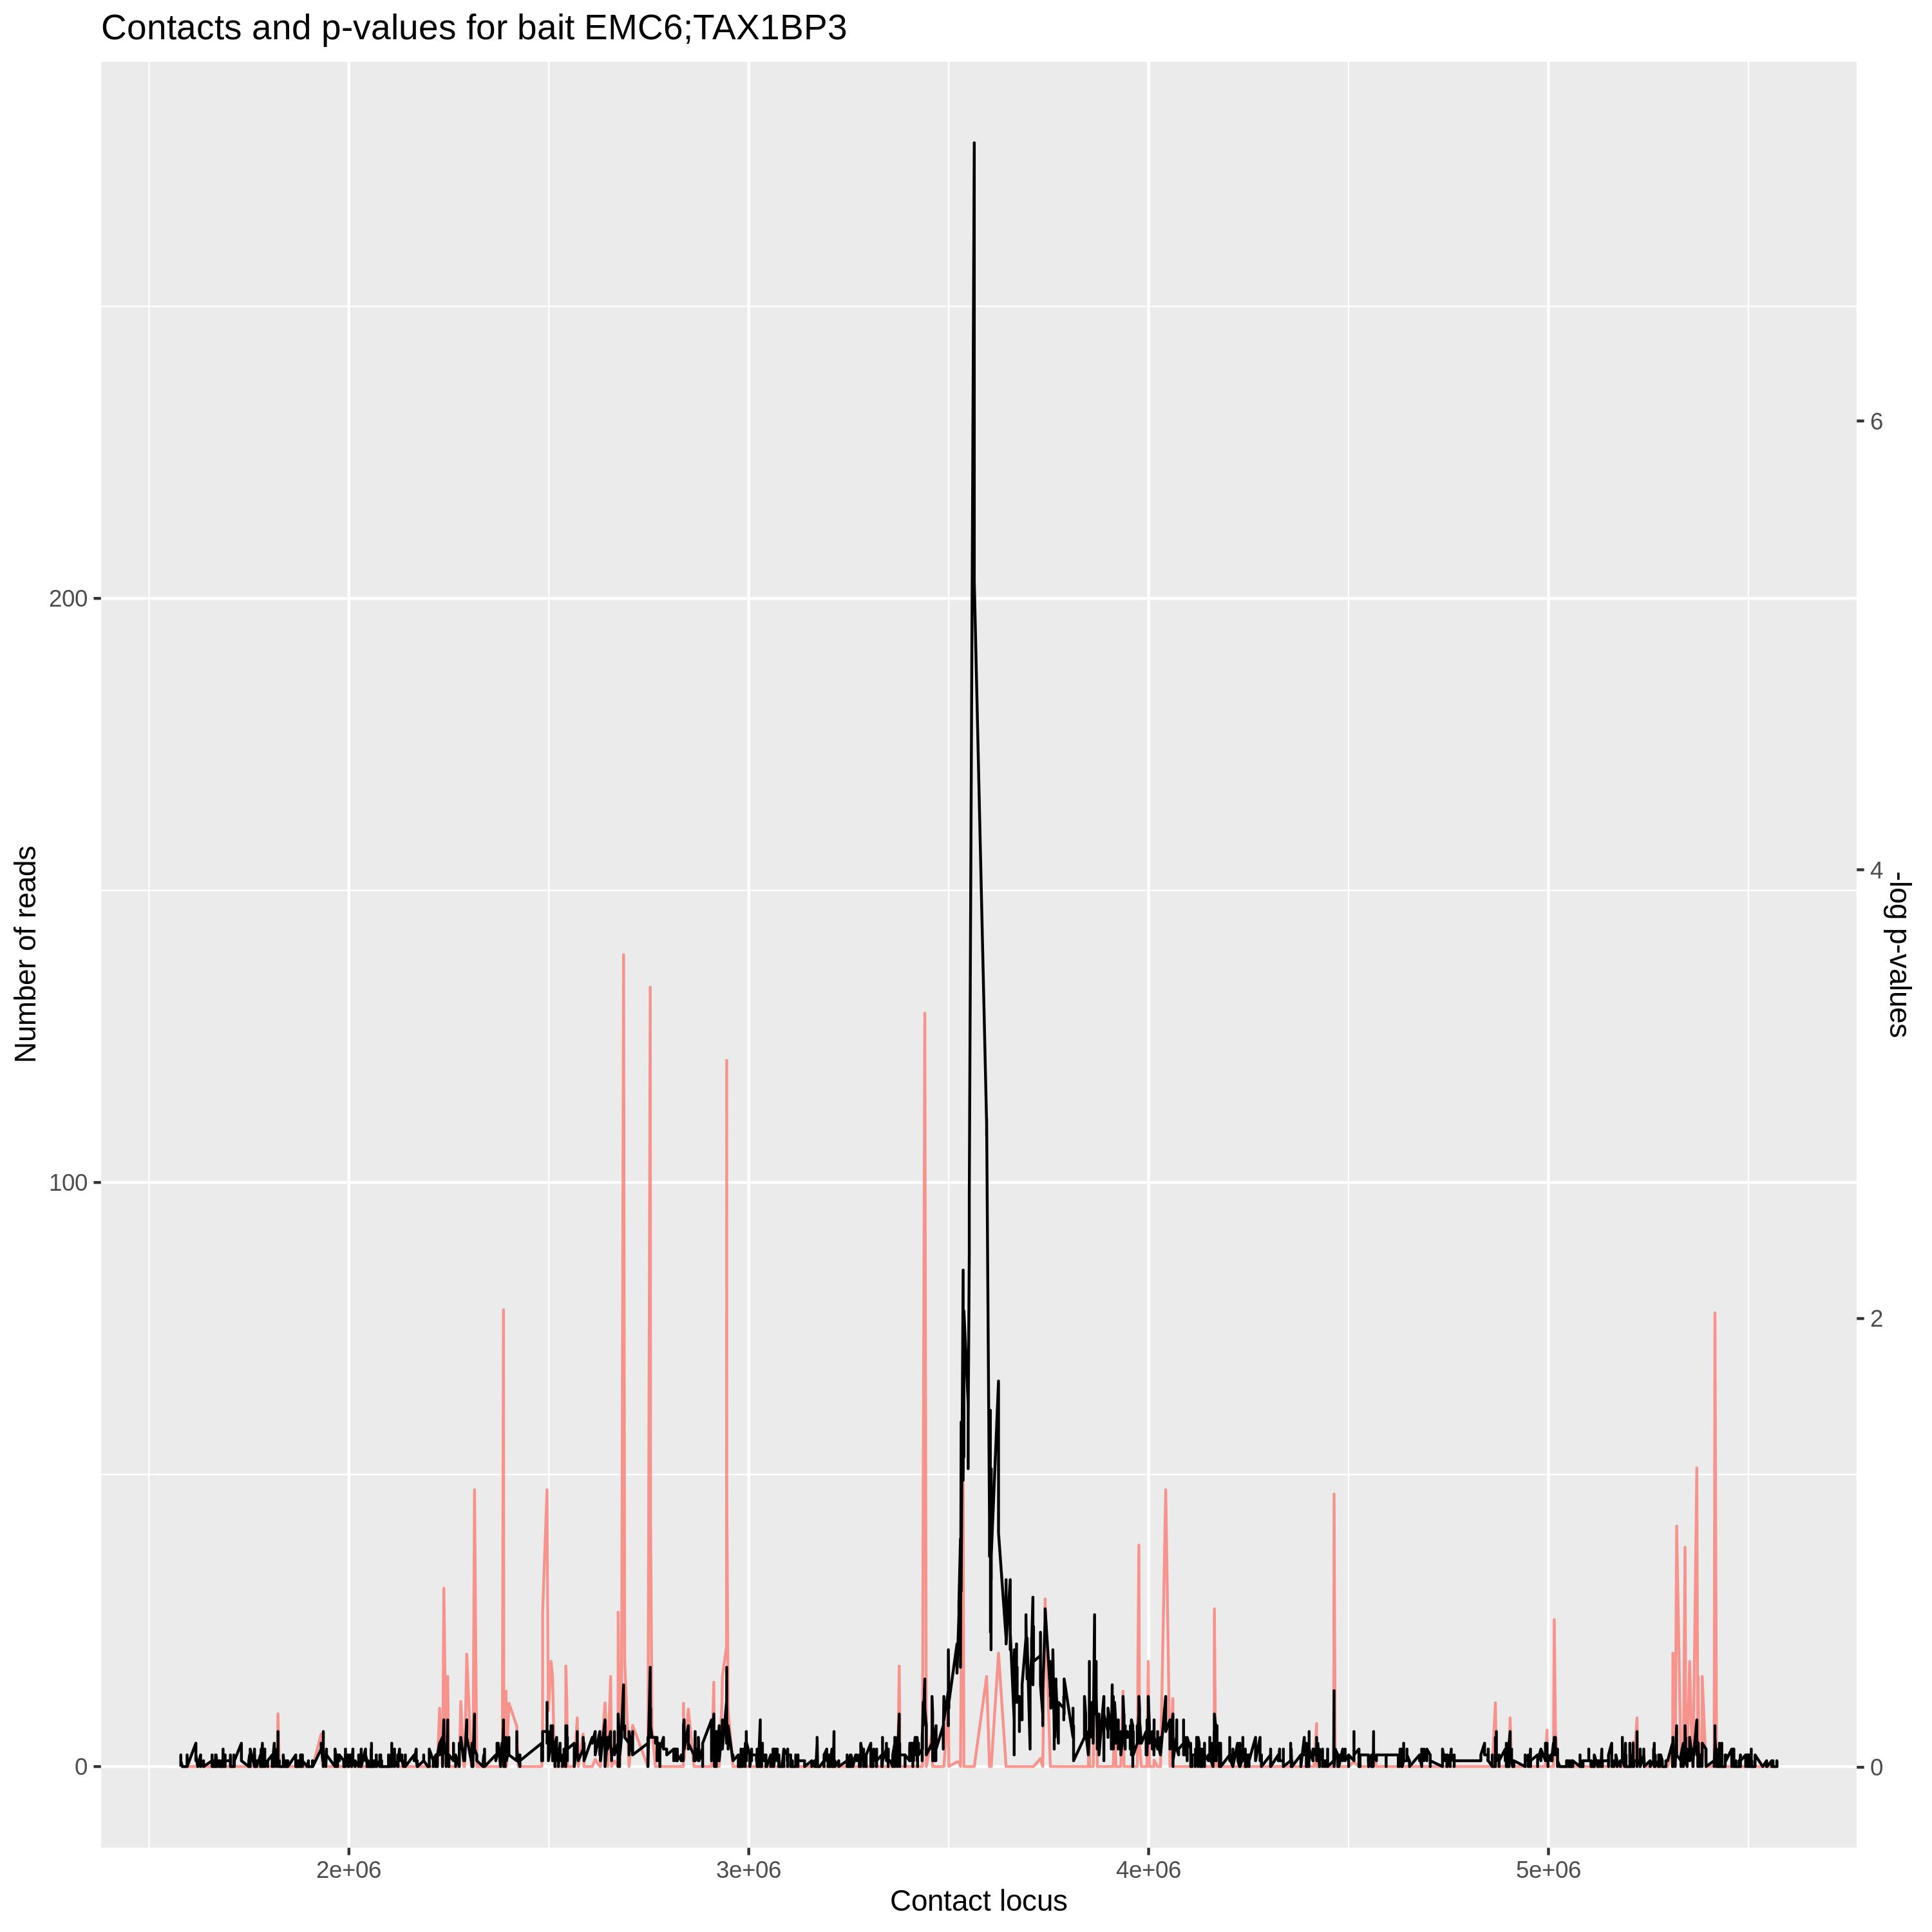 Contacts and p-values for bait EMC6;TAX1BP3
Number of reads
200
100
0
6
4
2
0
-log p-values
2e+06
3e+06
4e+06
5e+06
Contact locus